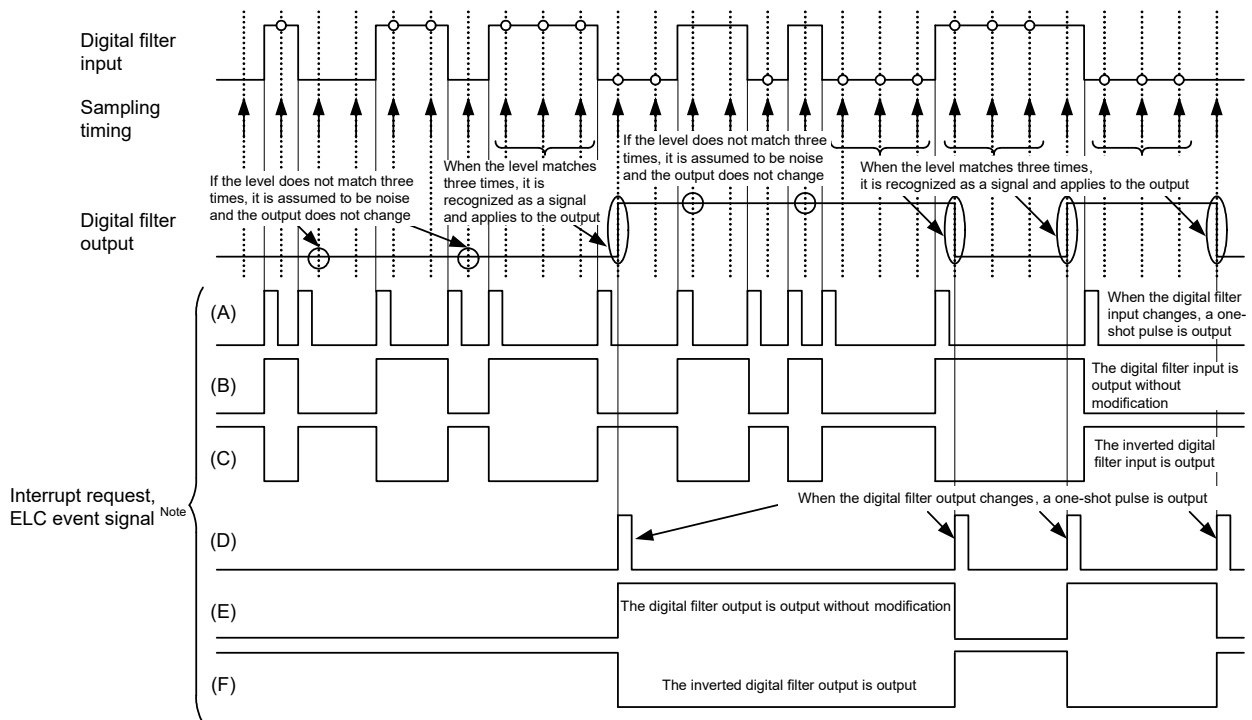 Digital filter
input
Sampling
timing
If the level does not match three
times, it is assumed to be noise
and the output does not change
When the level matches
three times, it is
recognized as a signal
and applies to the output
If the level does not match three
times, it is assumed to be noise
and the output does not change
When the level matches three times,
it is recognized as a signal and applies to the output
Digital filter
output
(A)
When the digital filter
input changes, a one-
shot pulse is output
(B)
The digital filter input is
output without
modification
(C)
The inverted digital
filter input is output
Interrupt request,
ELC event signal Note
When the digital filter output changes, a one-shot pulse is output
(D)
(E)
The digital filter output is output without modification
(F)
The inverted digital filter output is output